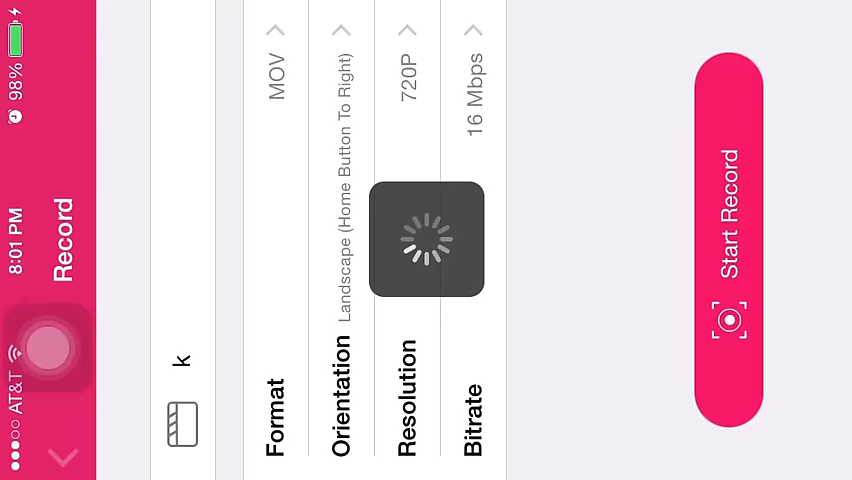 AT&T 8:01 PM 98%
Record
k
Format MOV
Orientation Landscape (Home Button To Right)
Resolution 720P
Bitrate 16 Mbps
Start Record